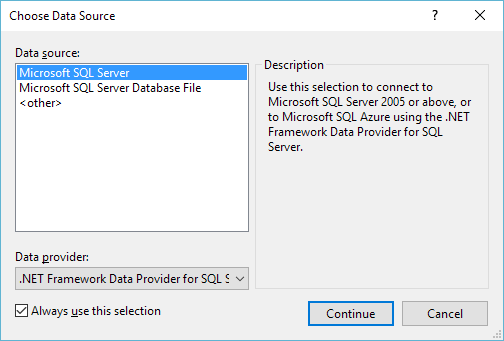 Choose Data Source
?
Data source:
Microsoft SQL Server
Microsoft SQL Server Database File
<other>
Description
Use this selection to connect to
Microsoft SQL Server 2005 or above, or
to Microsoft SQL Azure using the .NET
Framework Data Provider for SQL
Server.
Data provider:
.NET Framework Data Provider for SQL S
Always use this selection
Continue
Cancel